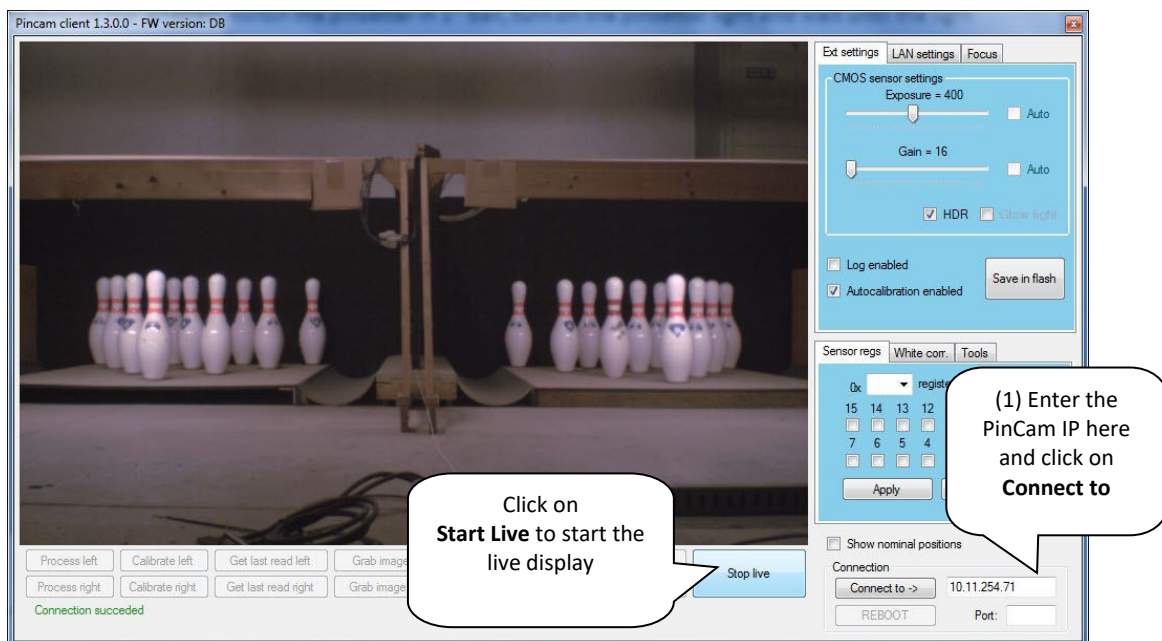 Pincam client 1.3.0.0 - FW version: DB
Ext settings LAN settings Focus
CMOS sensor settings
Exposure = 400
Auto
Gain = 16
Auto
HDR Glow light
Log enabled
Autocalibration enabled
Save in flash
Sensor regs White corr. Tools
0x
15 14 13 12
7 6 5 4
Apply
(1) Enter the
PinCam IP here
and click on
Connect to
Click on
Start Live to start the
live display
Show nominal positions
Process left Calibrate left Get last read left Grab image
Process right Calibrate right Get last read right Grab image
Stop live
Connection succeded
Connection
Connect to -> 10.11.254.71
REBOOT Port: